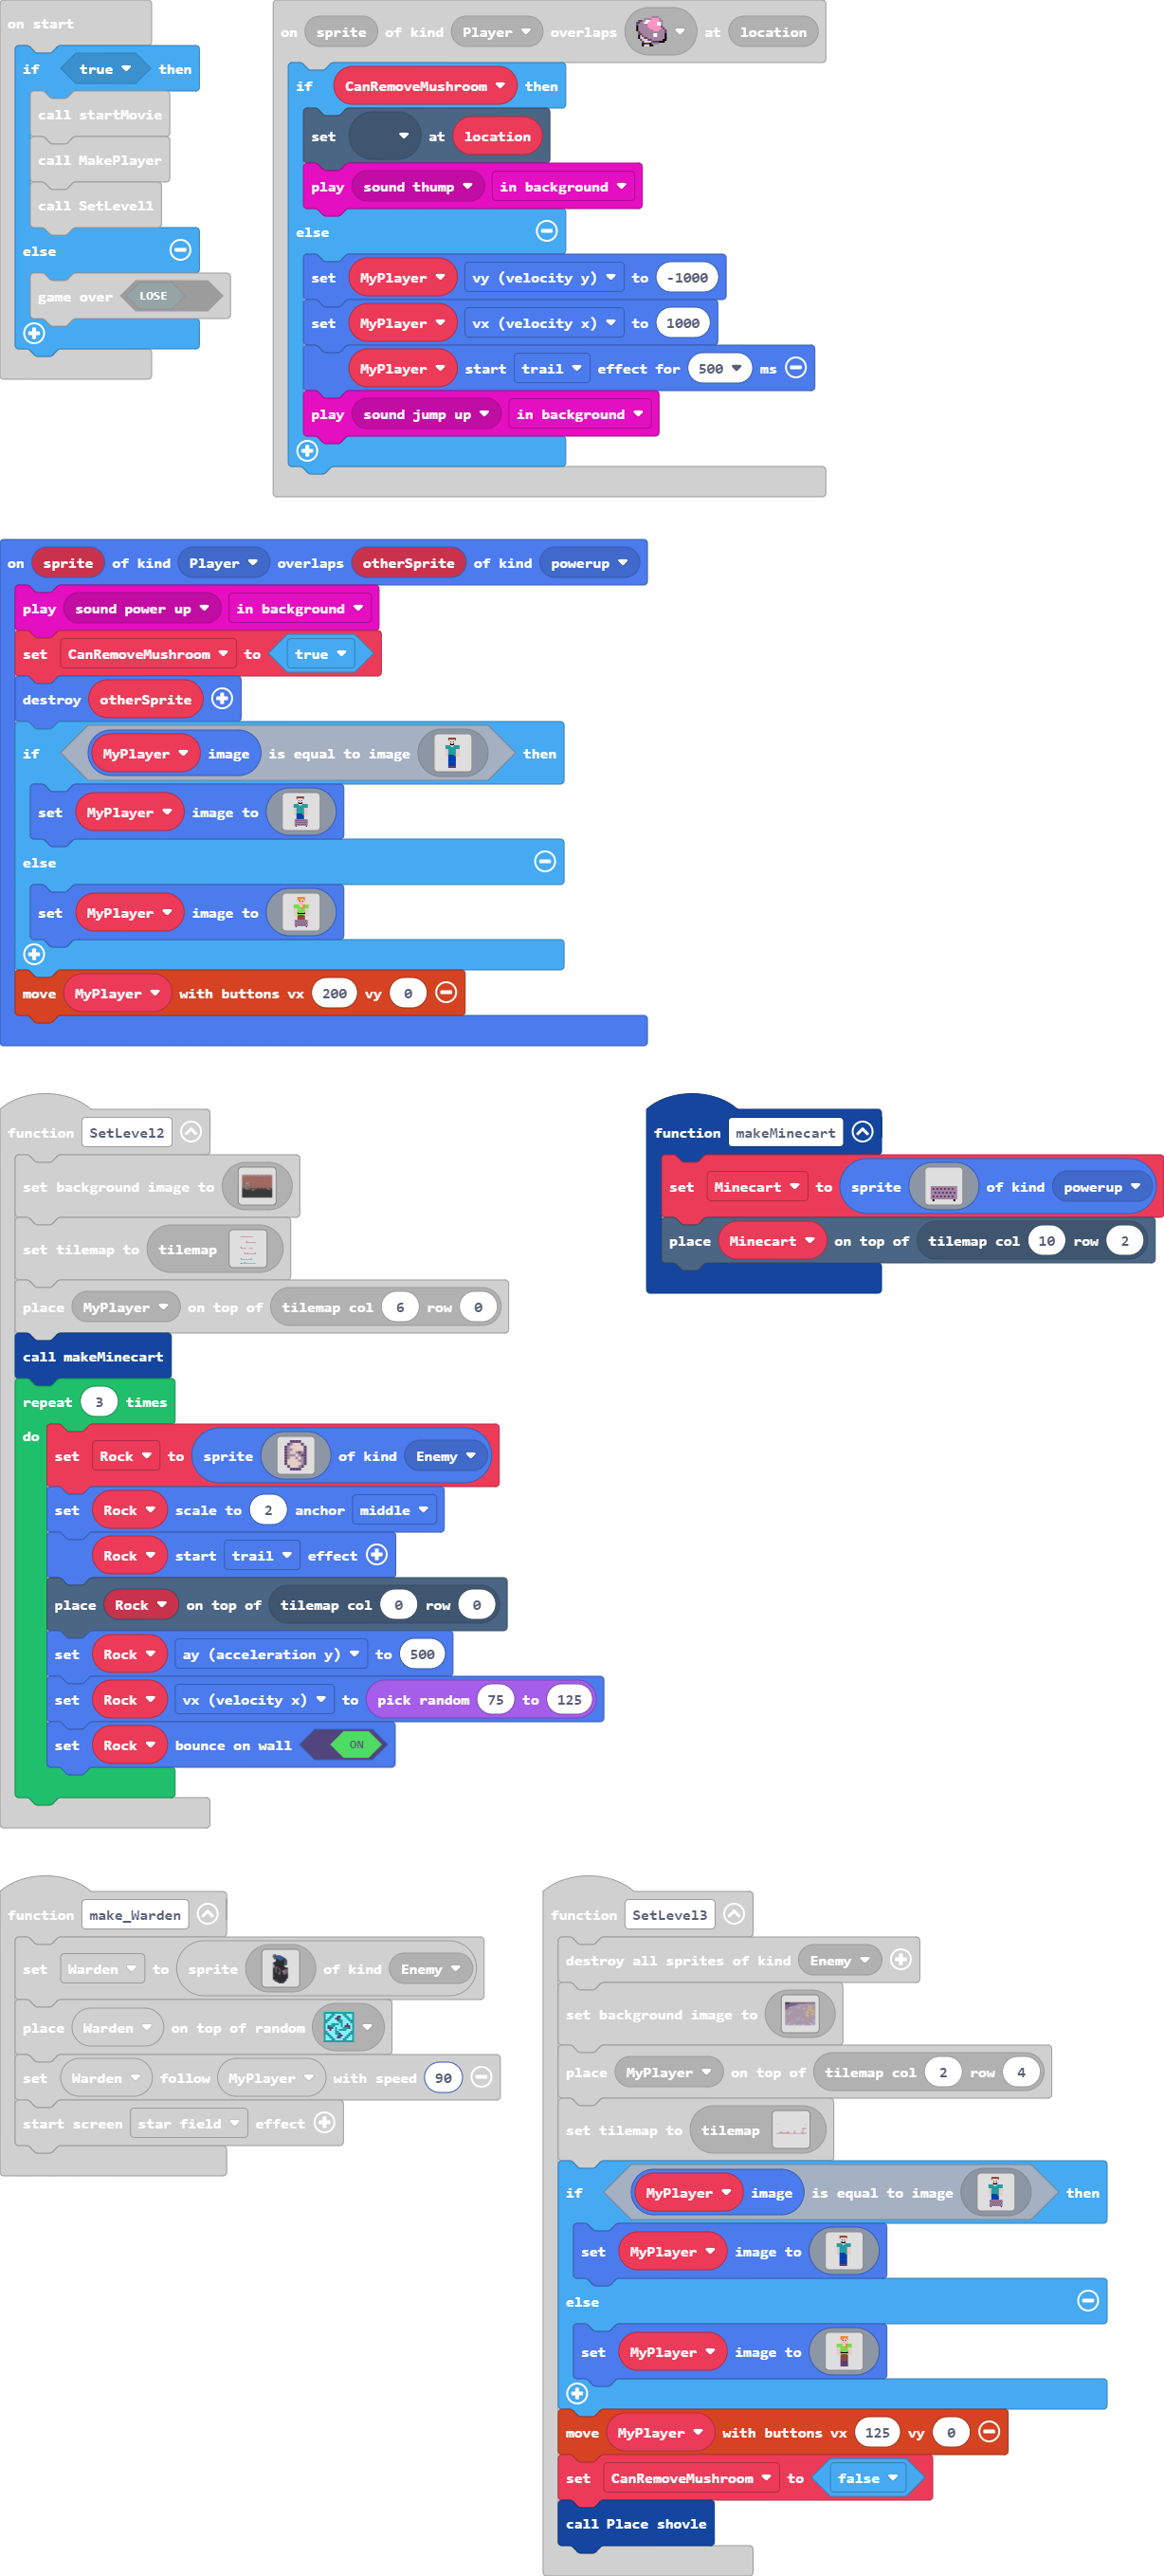 on start
if true then
call startMovie
call MakePlayer
call SetLevel1
else
game over LOSE
on sprite of kind Player overlaps at location
if CanRemoveMushroom then
set at location
play sound thump in background
else
set MyPlayer vy (velocity y) to -1000
set MyPlayer vx (velocity x) to 1000
MyPlayer start trail effect for 500 ms
play sound jump up in background
on sprite of kind Player overlaps otherSprite of kind powerup
play sound power up in background
set CanRemoveMushroom to true
destroy otherSprite
if MyPlayer image is equal to image then
set MyPlayer image to
else
set MyPlayer image to
move MyPlayer with buttons vx 200 vy 0
function SetLevel2
set background image to
set tilemap to tilemap
place MyPlayer on top of tilemap col 6 row 0
call makeMinecart
repeat 3 times
do
set Rock to sprite of kind Enemy
set Rock scale to 2 anchor middle
Rock start trail effect
place Rock on top of tilemap col 0 row 0
set Rock ay (acceleration y) to 500
set Rock vx (velocity x) to pick random 75 to 125
set Rock bounce on wall ON
function makeMinecart
set Minecart to sprite of kind powerup
place Minecart on top of tilemap col 10 row 2
function make_Warden
set Warden to sprite of kind Enemy
place Warden on top of random
set Warden follow MyPlayer with speed 90
start screen star field effect
function SetLevel3
destroy all sprites of kind Enemy
set background image to
place MyPlayer on top of tilemap col 2 row 4
set tilemap to tilemap
if MyPlayer image is equal to image then
set MyPlayer image to
else
set MyPlayer image to
move MyPlayer with buttons vx 125 vy 0
set CanRemoveMushroom to false
call Place shovle